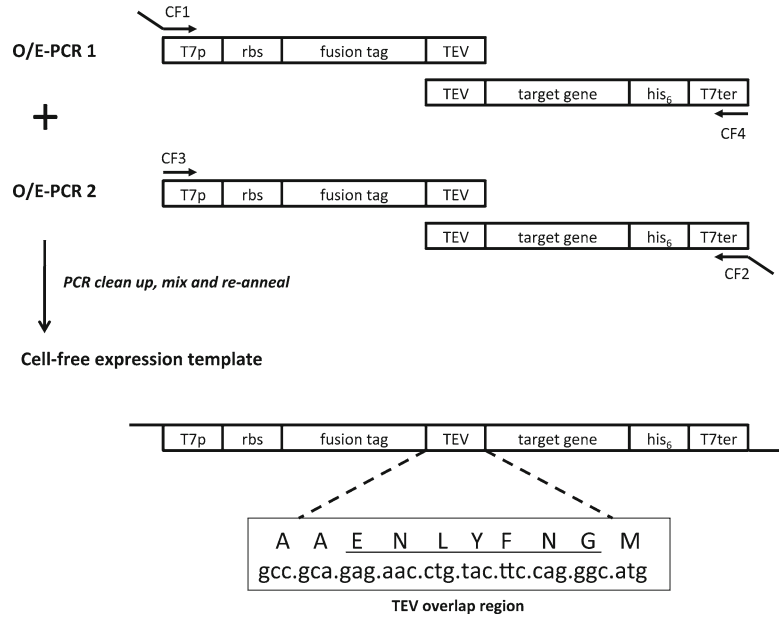 CF1
O/E-PCR 1
T7p rbs fusion tag TEV
TEV target gene his6 T7ter
CF4
+
CF3
O/E-PCR 2
T7p rbs fusion tag TEV
TEV target gene his6 T7ter
CF2
PCR clean up, mix and re-anneal
Cell-free expression template
T7p rbs fusion tag TEV target gene his6 T7ter
A A E N L Y F N G M
gcc.gca.gag.aac.ctg.tac.ttc.cag.ggc.atg
TEV overlap region